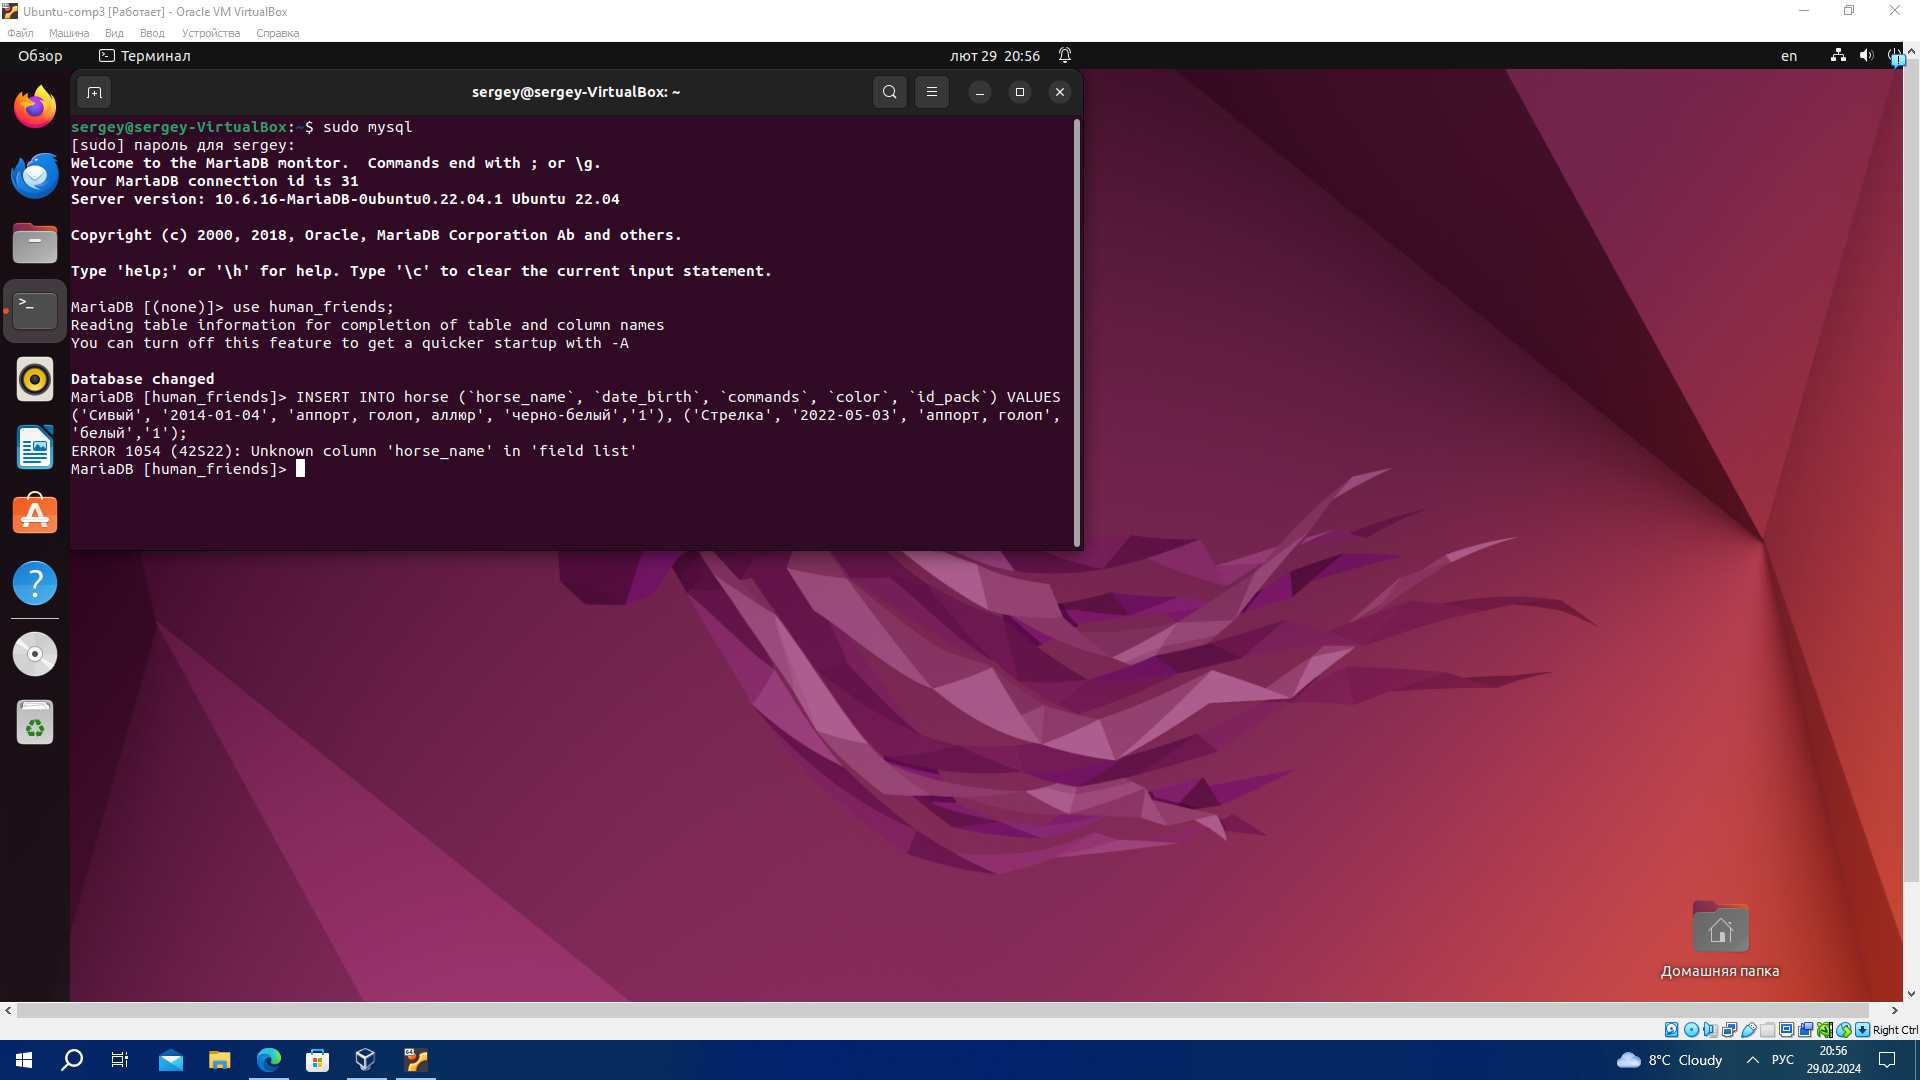 Ubuntu-comp3 [Работает] - Oracle VM VirtualBox
Файл Машина Вид Ввод Устройства Справка
Обзор Терминал лют 29 20:56 en
sergey@sergey-VirtualBox: ~
sergey@sergey-VirtualBox:~$ sudo mysql
[sudo] пароль для sergey:
Welcome to the MariaDB monitor.  Commands end with ; or \g.
Your MariaDB connection id is 31
Server version: 10.6.16-MariaDB-0ubuntu0.22.04.1 Ubuntu 22.04
Copyright (c) 2000, 2018, Oracle, MariaDB Corporation Ab and others.
Type 'help;' or '\h' for help. Type '\c' to clear the current input statement.
MariaDB [(none)]> use human_friends;
Reading table information for completion of table and column names
You can turn off this feature to get a quicker startup with -A
Database changed
MariaDB [human_friends]> INSERT INTO horse (`horse_name`, `date_birth`, `commands`, `color`, `id_pack`) VALUES
('Сивый', '2014-01-04', 'аппорт, голоп, аллюр', 'черно-белый','1'), ('Стрелка', '2022-05-03', 'аппорт, голоп',
'белый','1');
ERROR 1054 (42S22): Unknown column 'horse_name' in 'field list'
MariaDB [human_friends]>
Домашняя папка
Right Ctrl
8°C Cloudy РУС 20:56
29.02.2024